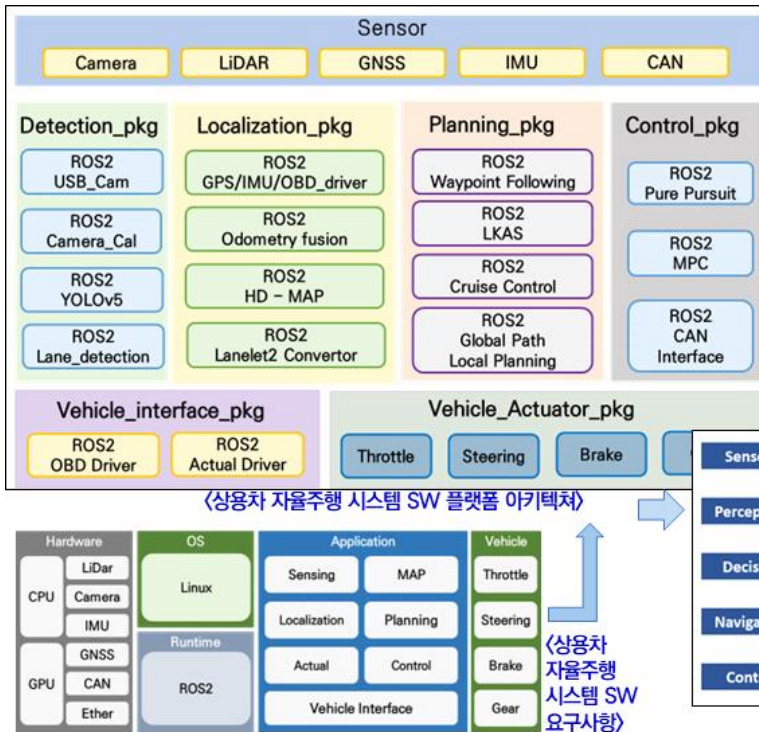 Sensor
Camera
LiDAR
GNSS
IMU
CAN
Detection_pkg
ROS2
USB_Cam
ROS2
Camera_Cal
ROS2
YOLOv5
ROS2
Lane_detection
Localization_pkg
ROS2
GPS/IMU/OBD_driver
ROS2
Odometry fusion
ROS2
HD - MAP
ROS2
Lanelet2 Convertor
Planning_pkg
ROS2
Waypoint Following
ROS2
LKAS
ROS2
Cruise Control
ROS2
Global Path
Local Planning
Control_pkg
ROS2
Pure Pursuit
ROS2
MPC
ROS2
CAN
Interface
Vehicle_interface_pkg
ROS2
OBD Driver
ROS2
Actual Driver
Vehicle_Actuator_pkg
Throttle
Steering
Brake
<상용차 자율주행 시스템 SW 플랫폼 아키텍쳐>
Hardware
CPU
LiDar
Camera
IMU
GPU
GNSS
CAN
Ether
OS
Linux
Runtime
ROS2
Application
Sensing
MAP
Localization
Planning
Actual
Control
Vehicle Interface
Vehicle
Throttle
Steering
Brake
Gear
<상용차
자율주행
시스템 SW
요구사항>
Senso
Percep
Decis
Naviga
Cont